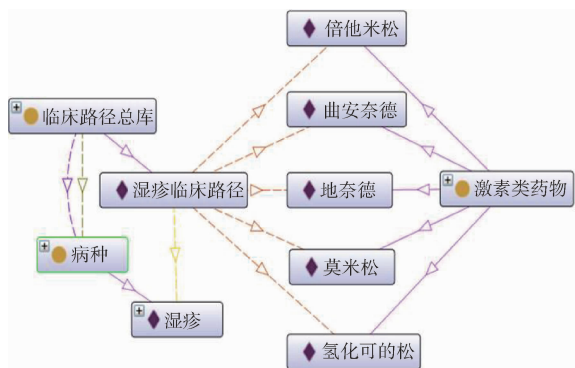 倍他米松
临床路径总库
曲安奈德
湿疹临床路径
地奈德
激素类药物
病种
莫米松
湿疹
氢化可的松